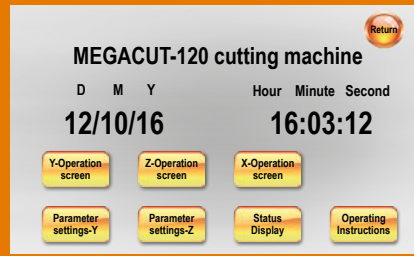 Return
MEGACUT-120 cutting machine
D M Y Hour Minute Second
12/10/16 16:03:12
Y-Operation screen Z-Operation screen X-Operation screen
Parameter settings-Y Parameter settings-Z Status Display Operating Instructions